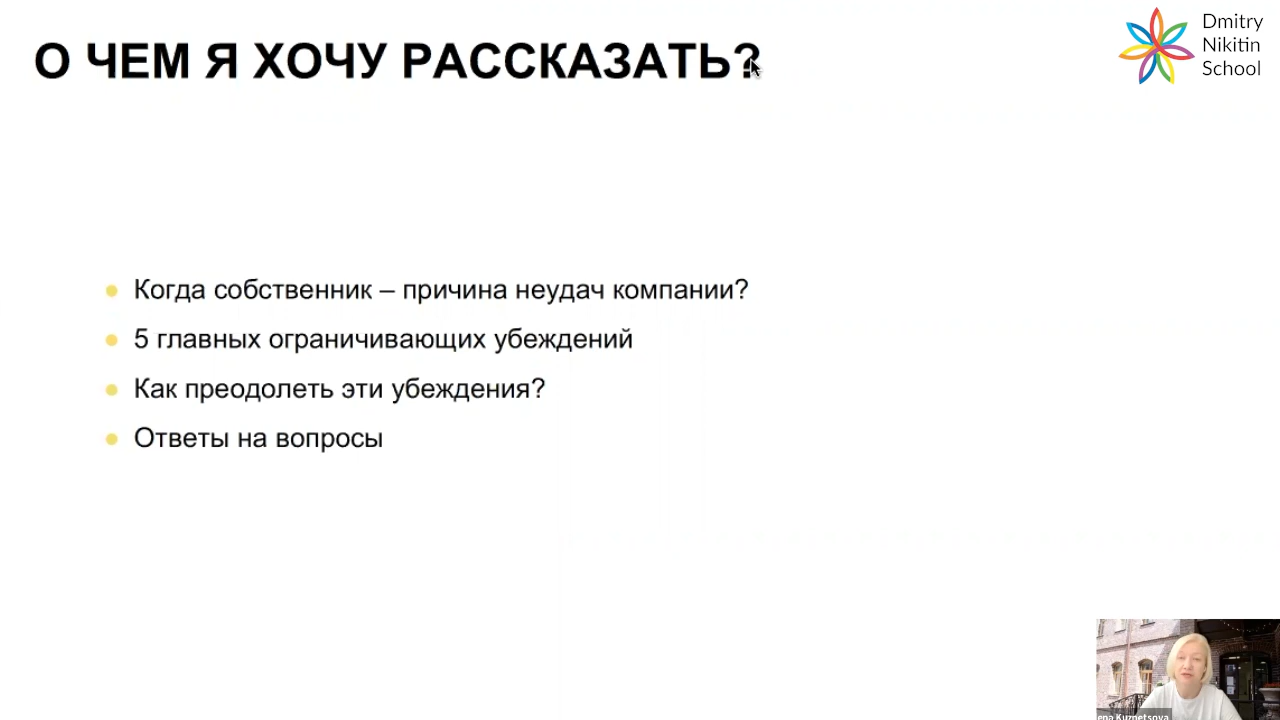 О ЧЕМ Я ХОЧУ РАССКАЗАТЬ?
Dmitry
Nikitin
School
Когда собственник – причина неудач компании?
5 главных ограничивающих убеждений
Как преодолеть эти убеждения?
Ответы на вопросы
Kuznetsova